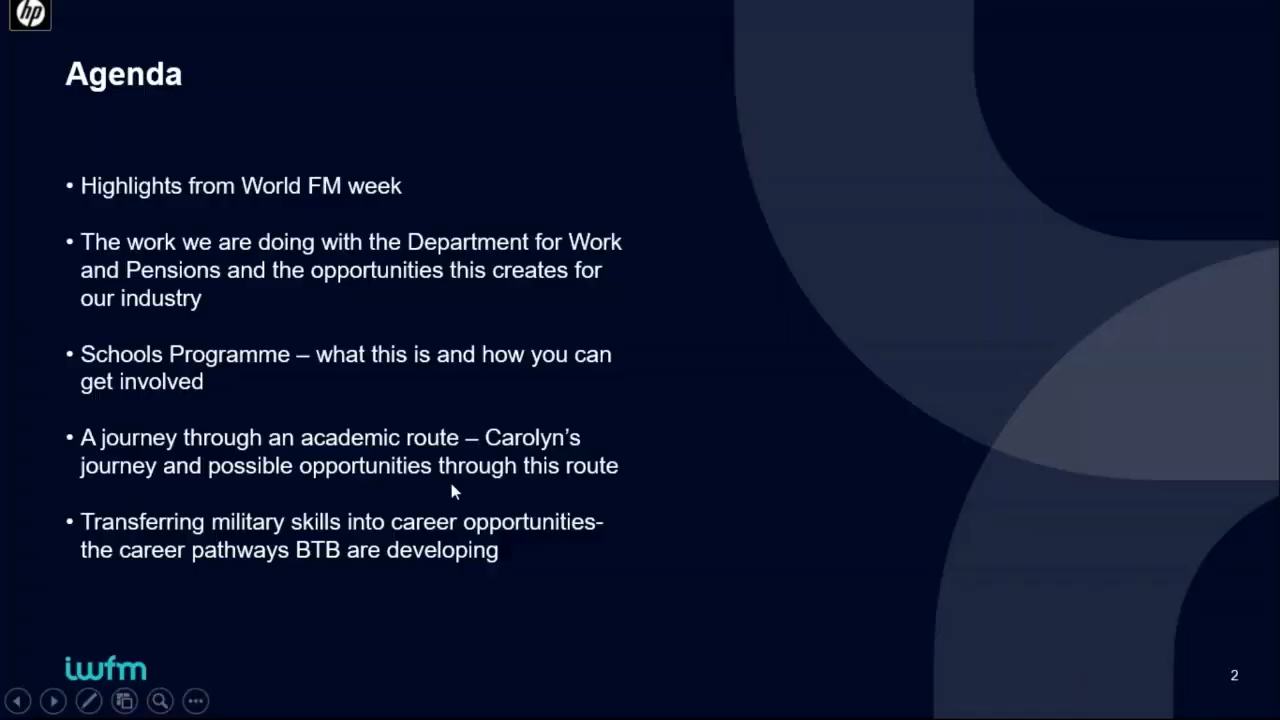 hp
Agenda
• Highlights from World FM week
• The work we are doing with the Department for Work
and Pensions and the opportunities this creates for
our industry
• Schools Programme – what this is and how you can
get involved
• A journey through an academic route – Carolyn’s
journey and possible opportunities through this route
• Transferring military skills into career opportunities-
the career pathways BTB are developing
iwfm
2